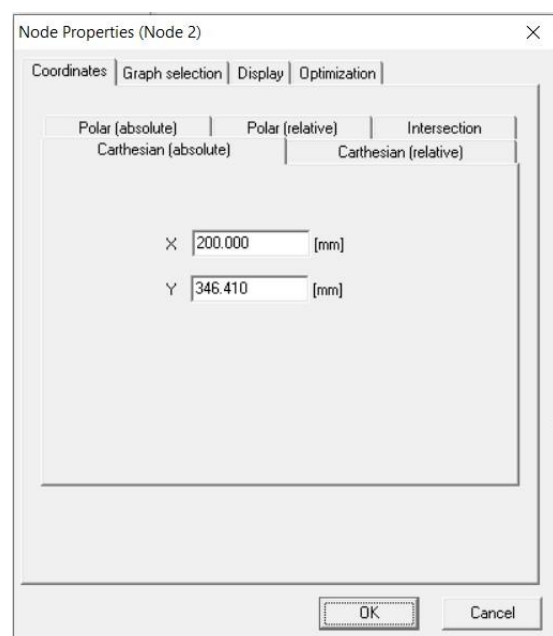 Node Properties (Node 2)
Coordinates Graph selection Display Optimization
Polar (absolute) Polar (relative) Intersection
Carthesian (absolute) Carthesian (relative)
X 200.000 [mm]
Y 346.410 [mm]
OK Cancel